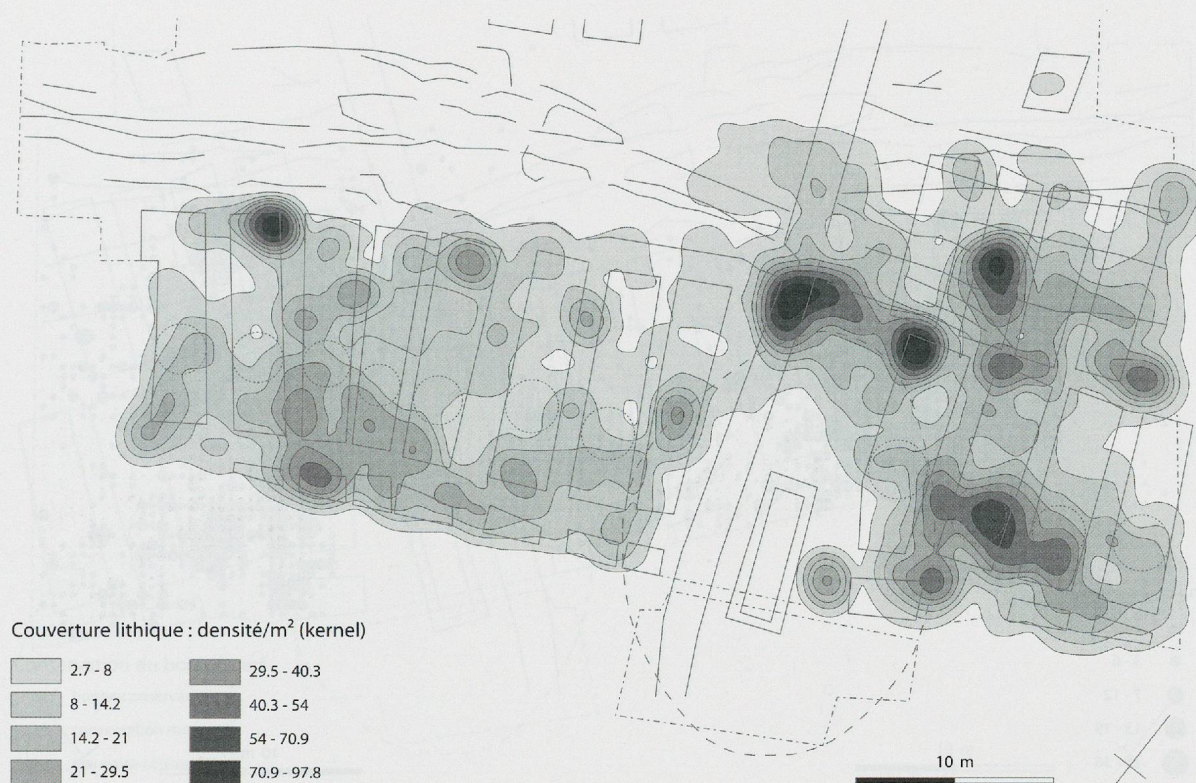 Couverture lithique : densité/m² (kernel)
2.7 - 8
8 - 14.2
14.2 - 21
21 - 29.5
29.5 - 40.3
40.3 - 54
54 - 70.9
70.9 - 97.8
10 m